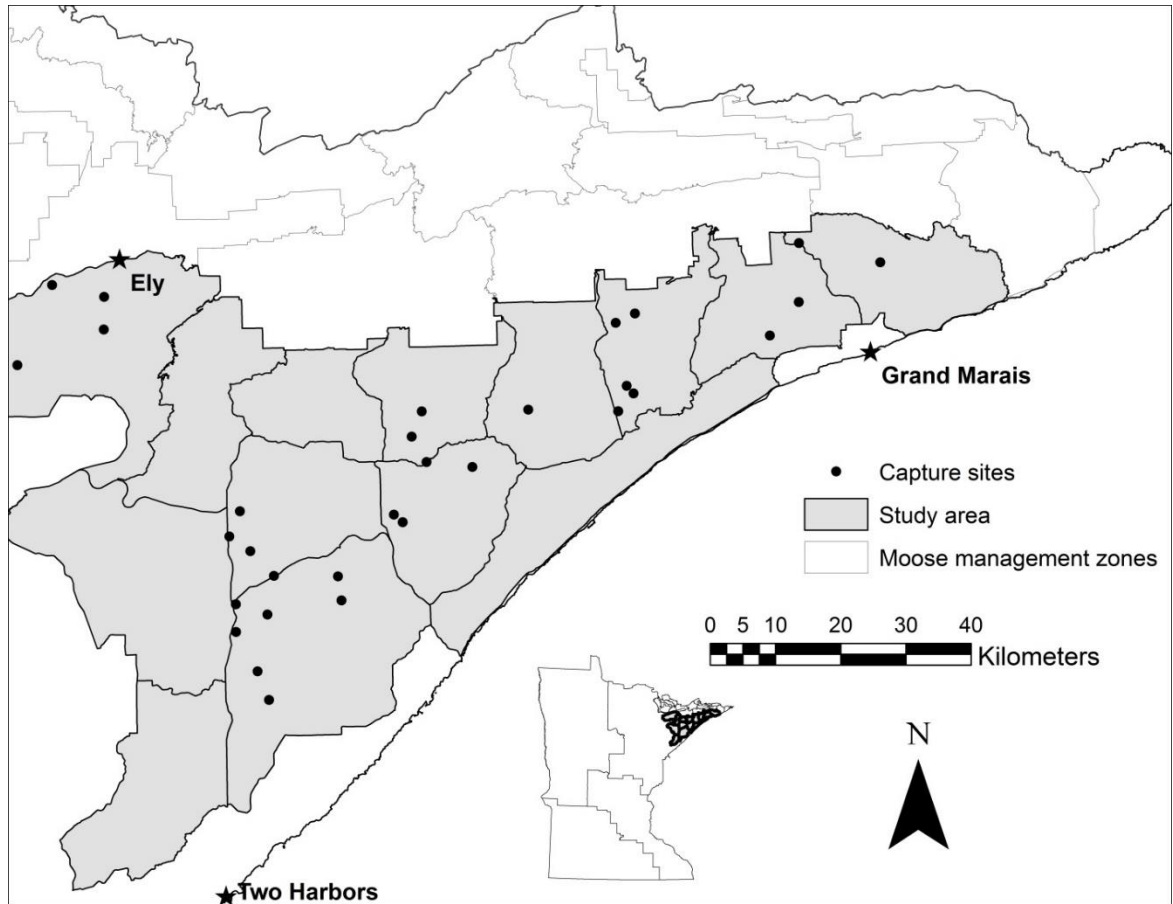 Ely
Grand Marais
Capture sites
Study area
Moose management zones
0 5 10 20 30 40
Kilometers
N
Two Harbors